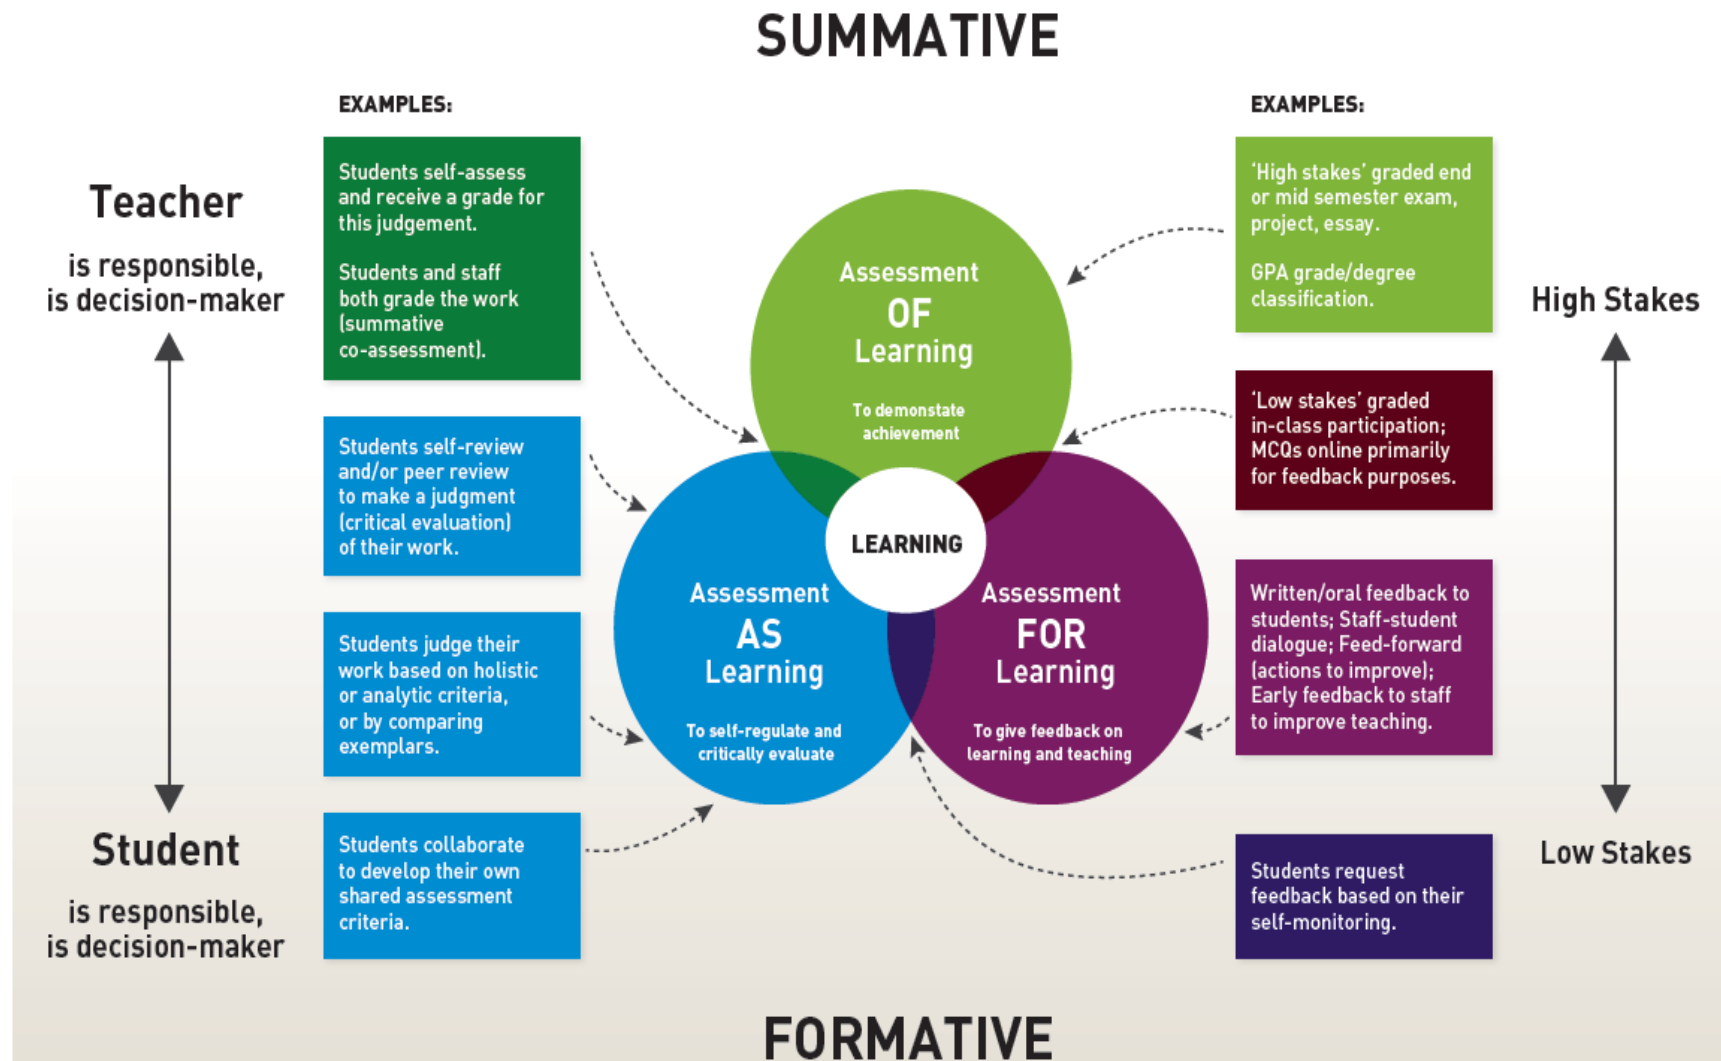 SUMMATIVE
Teacher
is responsible,
is decision-maker
Student
is responsible,
is decision-maker
EXAMPLES:
Students self-assess
and receive a grade for
this judgement.
Students and staff
both grade the work
(summative
co-assessment).
Students self-review
and/or peer review
to make a judgment
(critical evaluation)
of their work.
Students judge their
work based on holistic
or analytic criteria,
or by comparing
exemplars.
Students collaborate
to develop their own
shared assessment
criteria.
Assessment
OF
Learning
To demonstate
achievement
LEARNING
Assessment
AS
Learning
To self-regulate and
critically evaluate
Assessment
FOR
Learning
To give feedback on
learning and teaching
EXAMPLES:
‘High stakes’ graded end
or mid semester exam,
project, essay.
GPA grade/degree
classification.
‘Low stakes’ graded
in-class participation;
MCQs online primarily
for feedback purposes.
Written/oral feedback to
students; Staff-student
dialogue; Feed-forward
(actions to improve);
Early feedback to staff
to improve teaching.
Students request
feedback based on their
self-monitoring.
High Stakes
Low Stakes
FORMATIVE